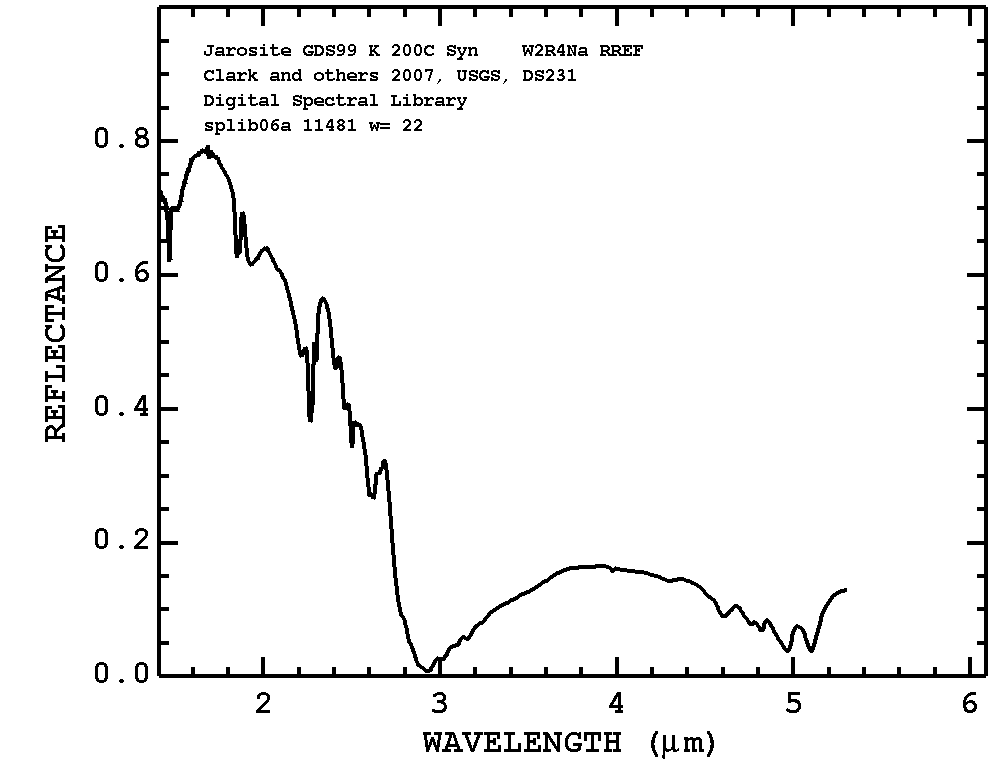 Jarosite GDS99 K 200C Syn    W2R4Na RREF
Clark and others 2007, USGS, DS231
Digital Spectral Library
splib06a 11481 w= 22
REFLECTANCE
0.8
0.6
0.4
0.2
0.0
2 3 4 5 6
WAVELENGTH (μm)